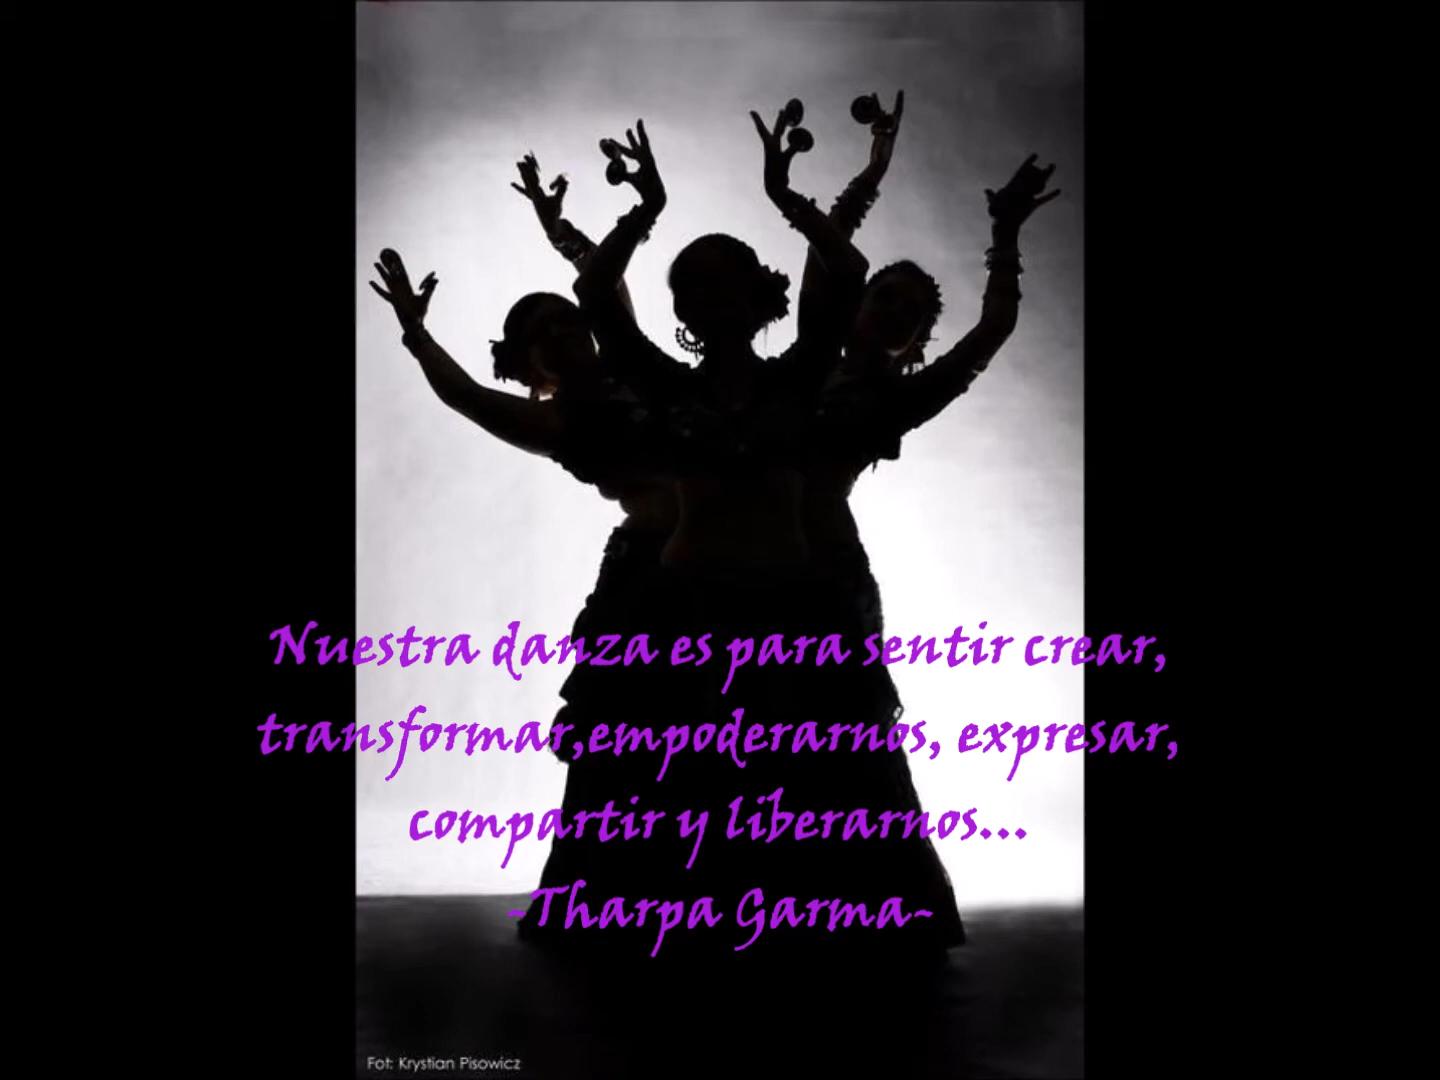 Nuestra danza es para sentir crear,
transformar,empoderarnos, expresar,
compartir y liberarnos...
-Tharpa Garma-
Fot: Krystian Pisowicz